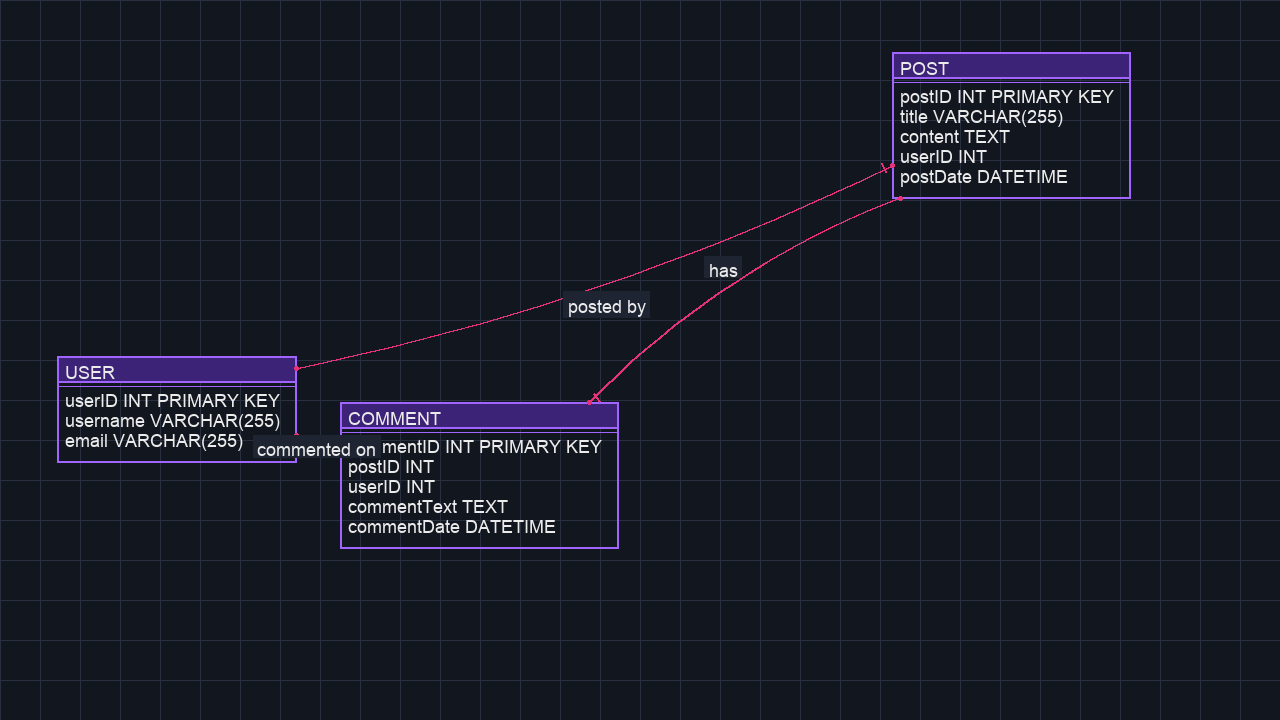 POST
postID INT PRIMARY KEY
title VARCHAR(255)
content TEXT
userID INT
postDate DATETIME
has
posted by
USER
userID INT PRIMARY KEY
username VARCHAR(255)
email VARCHAR(255)
commented on
COMMENT
mentID INT PRIMARY KEY
postID INT
userID INT
commentText TEXT
commentDate DATETIME